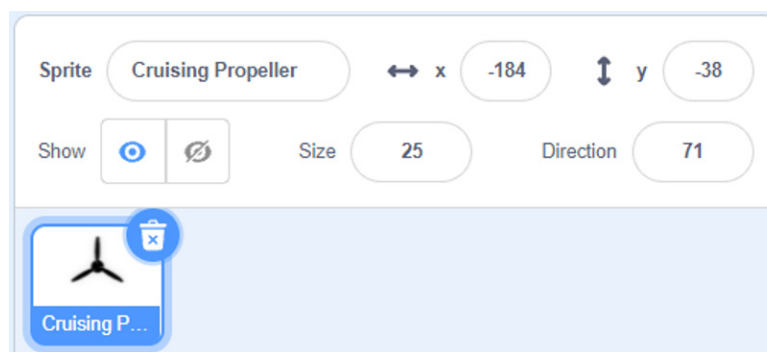 Sprite Cruising Propeller x -184 y -38
Show Size 25 Direction 71
Cruising P...